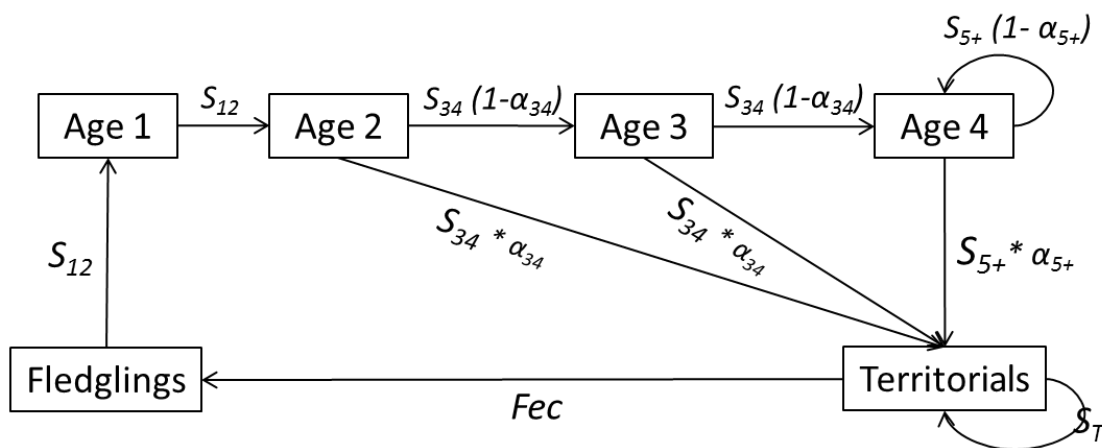 S5+ (1- α5+)
S12
S34 (1-α34)
S34 (1-α34)
Age 1
Age 2
Age 3
Age 4
S12
S34 * α34
S34 * α34
S5+* α5+
Fledglings
Fec
Territorials
ST